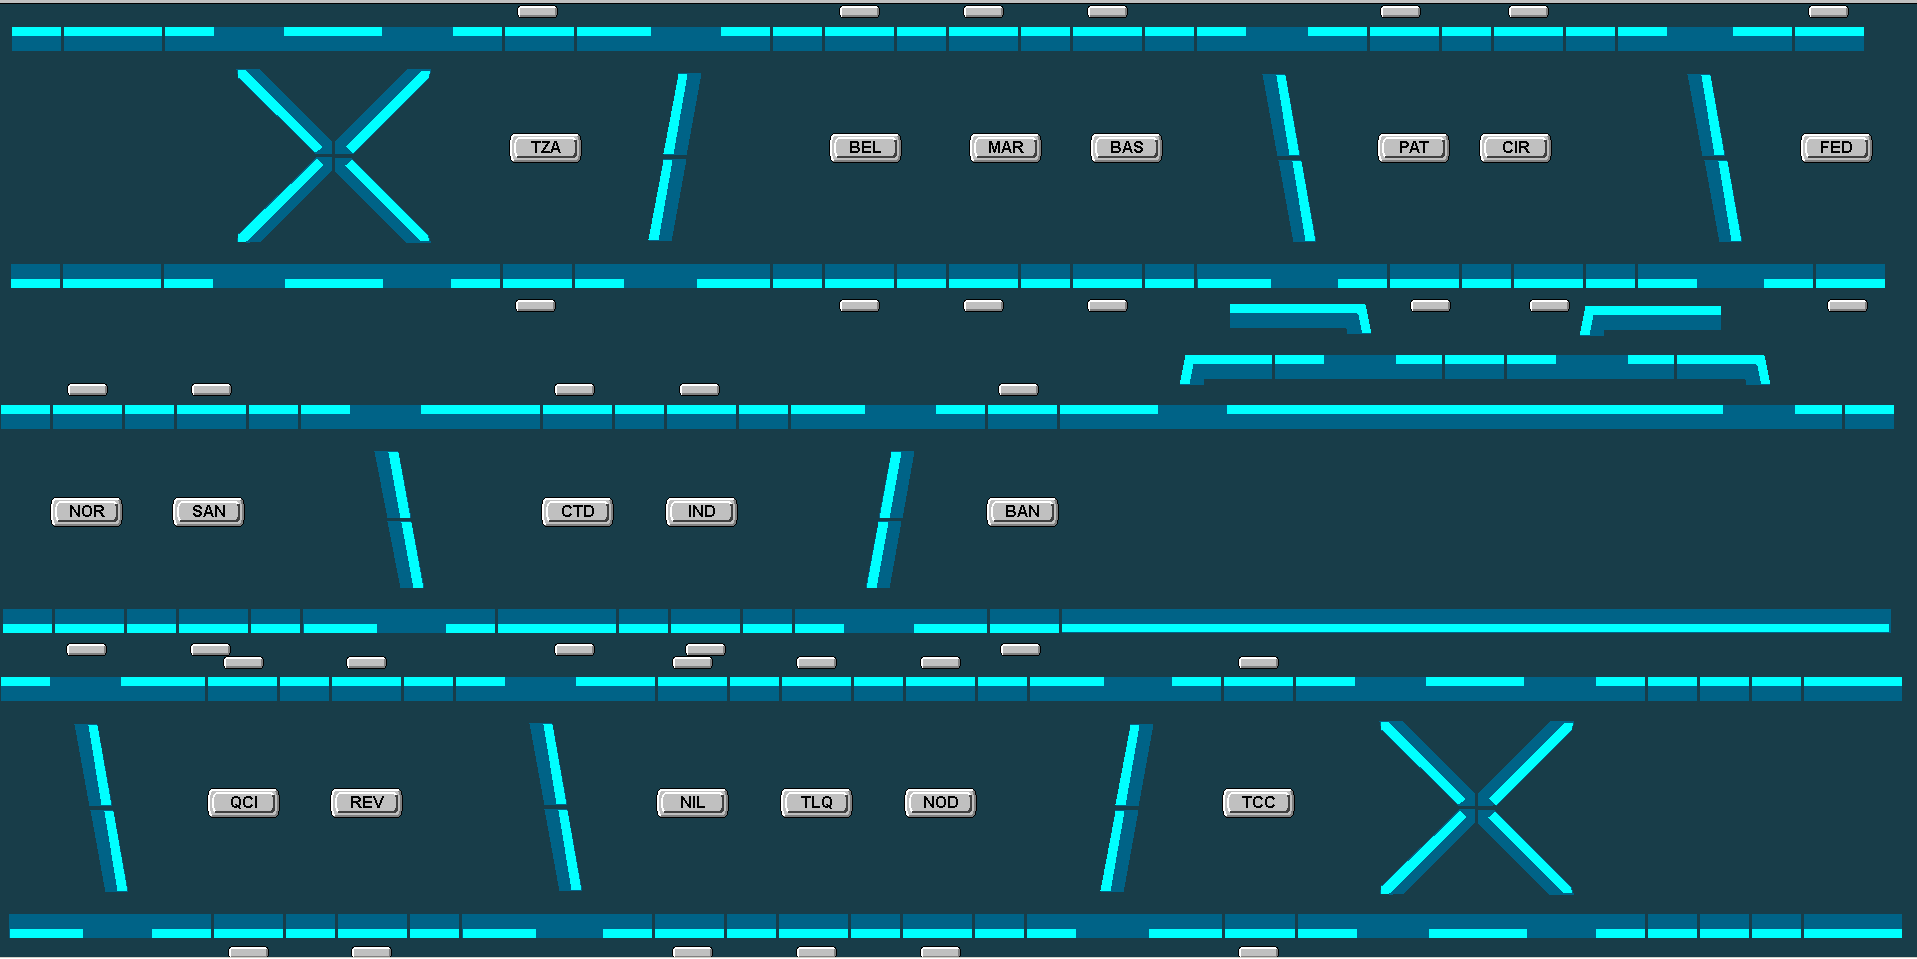 TZA BEL MAR BAS PAT CIR FED
NOR SAN CTD IND BAN
QCI REV NIL TLQ NOD TCC